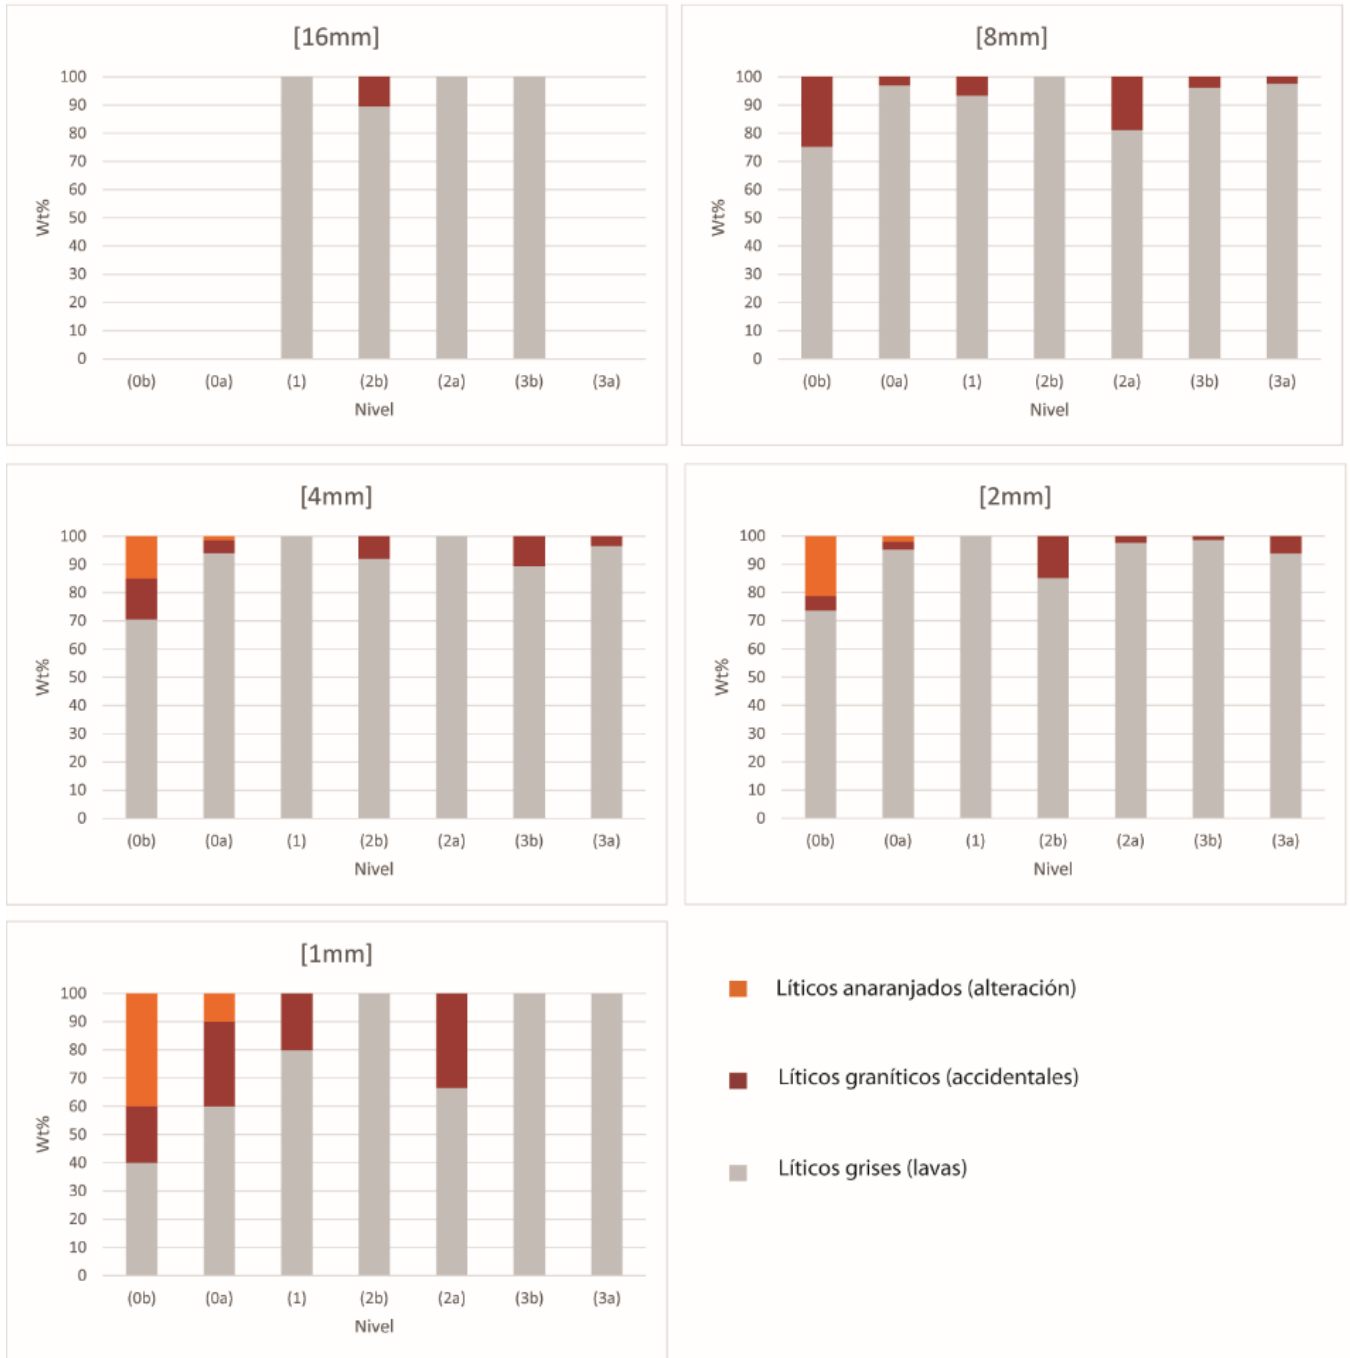 [16mm]
100
90
80
70
60
50
40
30
20
10
0
Wt%
(0b) (0a) (1) (2b) (2a) (3b) (3a)
Nivel
[8mm]
100
90
80
70
60
50
40
30
20
10
0
Wt%
(0b) (0a) (1) (2b) (2a) (3b) (3a)
Nivel
[4mm]
100
90
80
70
60
50
40
30
20
10
0
Wt%
(0b) (0a) (1) (2b) (2a) (3b) (3a)
Nivel
[2mm]
100
90
80
70
60
50
40
30
20
10
0
Wt%
(0b) (0a) (1) (2b) (2a) (3b) (3a)
Nivel
[1mm]
100
90
80
70
60
50
40
30
20
10
0
Wt%
(0b) (0a) (1) (2b) (2a) (3b) (3a)
Nivel
Líticos anaranjados (alteración)
Líticos graníticos (accidentales)
Líticos grises (lavas)